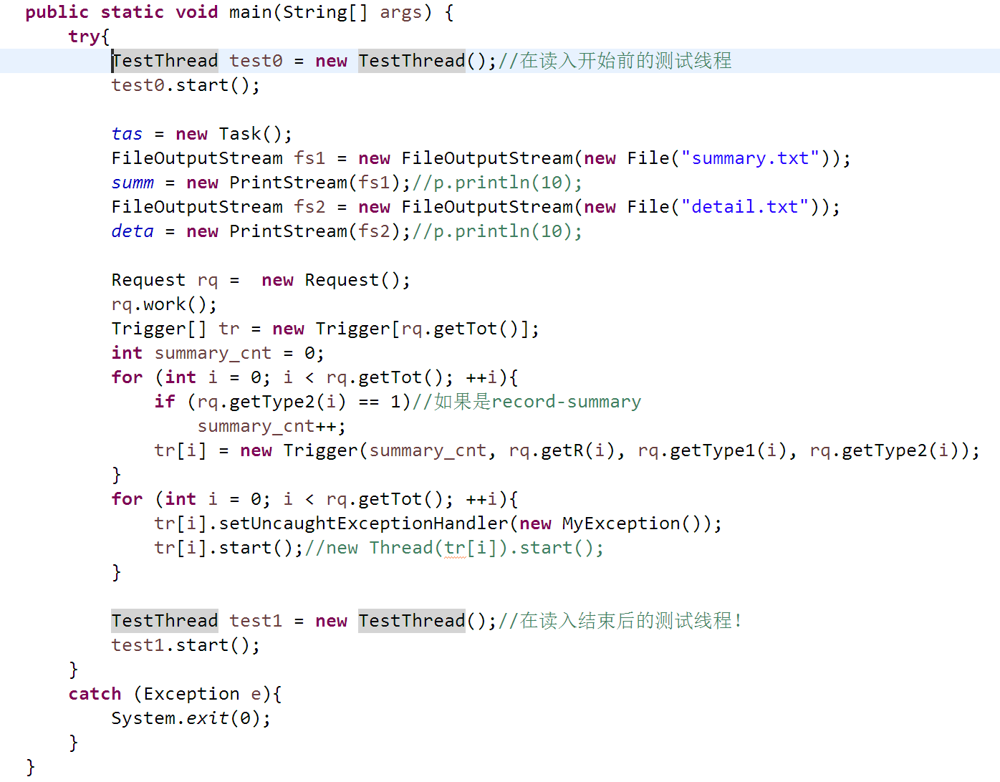 public static void main(String[] args) {
    try{
        TestThread test0 = new TestThread();//在读入开始前的测试线程
        test0.start();

        tas = new Task();
        FileOutputStream fs1 = new FileOutputStream(new File("summary.txt"));
        summ = new PrintStream(fs1);//p.println(10);
        FileOutputStream fs2 = new FileOutputStream(new File("detail.txt"));
        deta = new PrintStream(fs2);//p.println(10);

        Request rq =  new Request();
        rq.work();
        Trigger[] tr = new Trigger[rq.getTot()];
        int summary_cnt = 0;
        for (int i = 0; i < rq.getTot(); ++i){
            if (rq.getType2(i) == 1)//如果是record-summary
                summary_cnt++;
            tr[i] = new Trigger(summary_cnt, rq.getR(i), rq.getType1(i), rq.getType2(i));
        }
        for (int i = 0; i < rq.getTot(); ++i){
            tr[i].setUncaughtExceptionHandler(new MyException());
            tr[i].start();//new Thread(tr[i]).start();
        }

        TestThread test1 = new TestThread();//在读入结束后的测试线程!
        test1.start();
    }
    catch (Exception e){
        System.exit(0);
    }
}